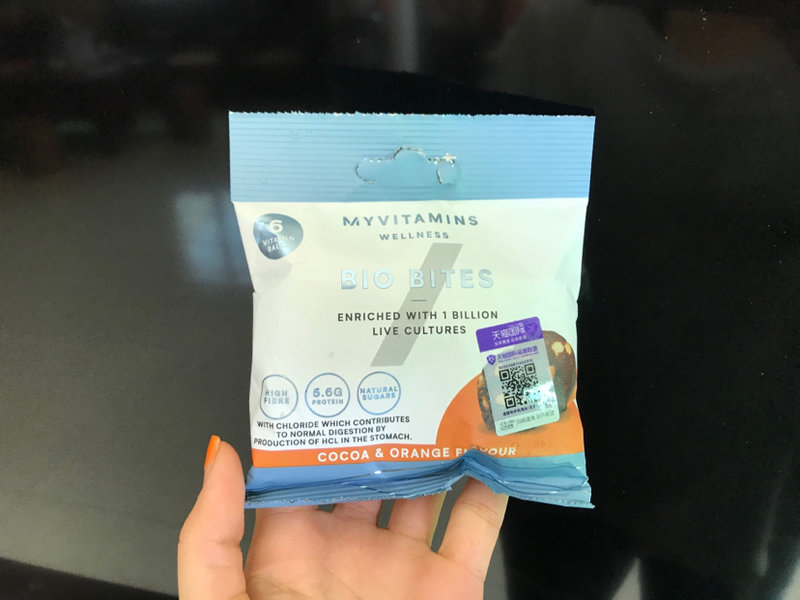 MYVITAMINS
WELLNESS
6
VITAMIN
BALLS
BIO BITES
ENRICHED WITH 1 BILLION
LIVE CULTURES
天猫国际
HIGH
FIBRE
6.6G
PROTEIN
NATURAL
SUGARS
WITH CHLORIDE WHICH CONTRIBUTES
TO NORMAL DIGESTION BY
PRODUCTION OF HCL IN THE STOMACH.
COCOA & ORANGE FLAVOUR